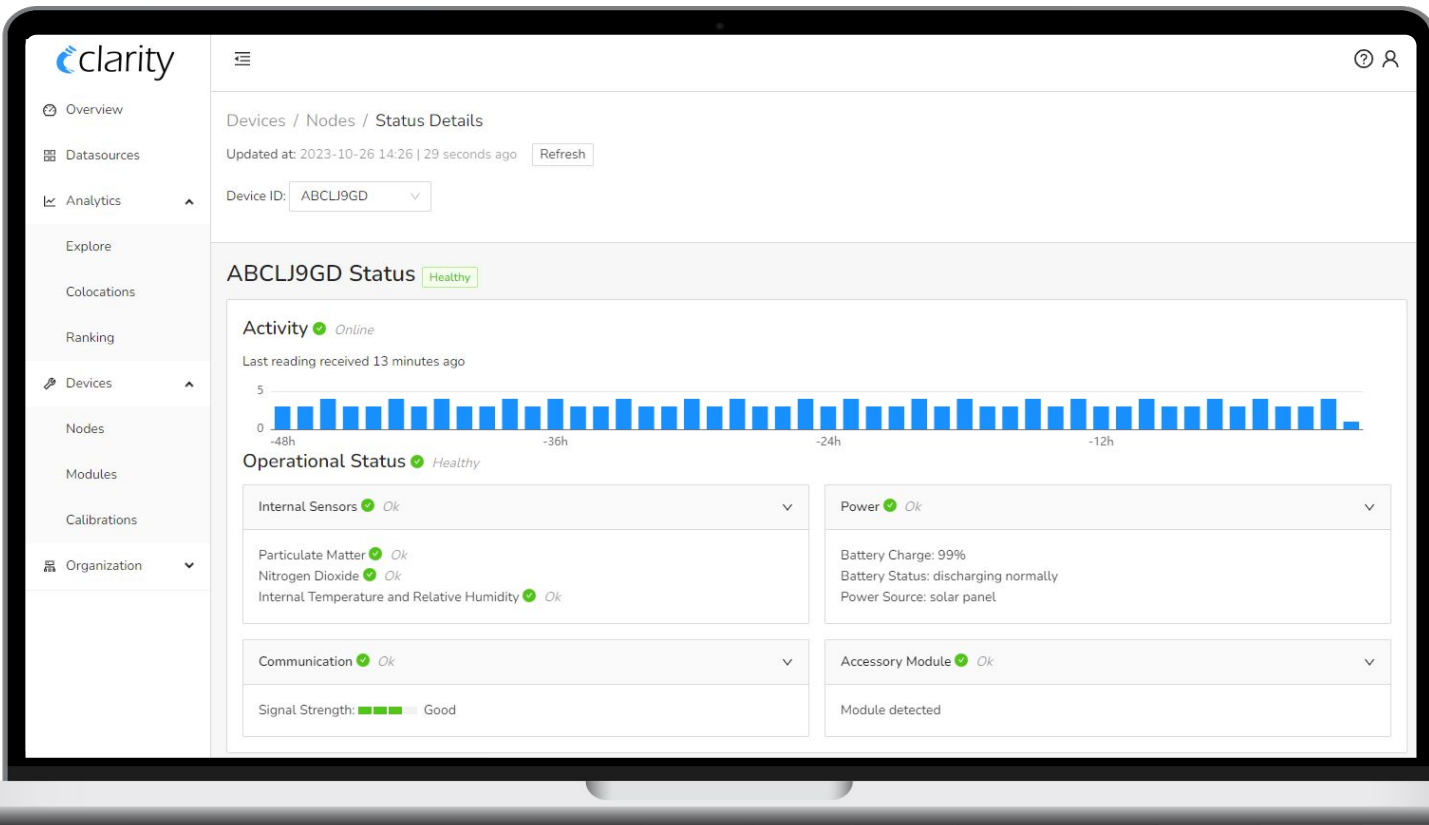 clarity
Overview
Datasources
Analytics
Explore
Colocations
Ranking
Devices
Nodes
Modules
Calibrations
Organization
Devices / Nodes / Status Details
Updated at: 2023-10-26 14:26 | 29 seconds ago Refresh
Device ID: ABCLJ9GD
ABCLJ9GD Status Healthy
Activity Online
Last reading received 13 minutes ago
5
0
-48h -36h -24h -12h
Operational Status Healthy
Internal Sensors Ok
Particulate Matter Ok
Nitrogen Dioxide Ok
Internal Temperature and Relative Humidity Ok
Power Ok
Battery Charge: 99%
Battery Status: discharging normally
Power Source: solar panel
Communication Ok
Signal Strength: Good
Accessory Module Ok
Module detected